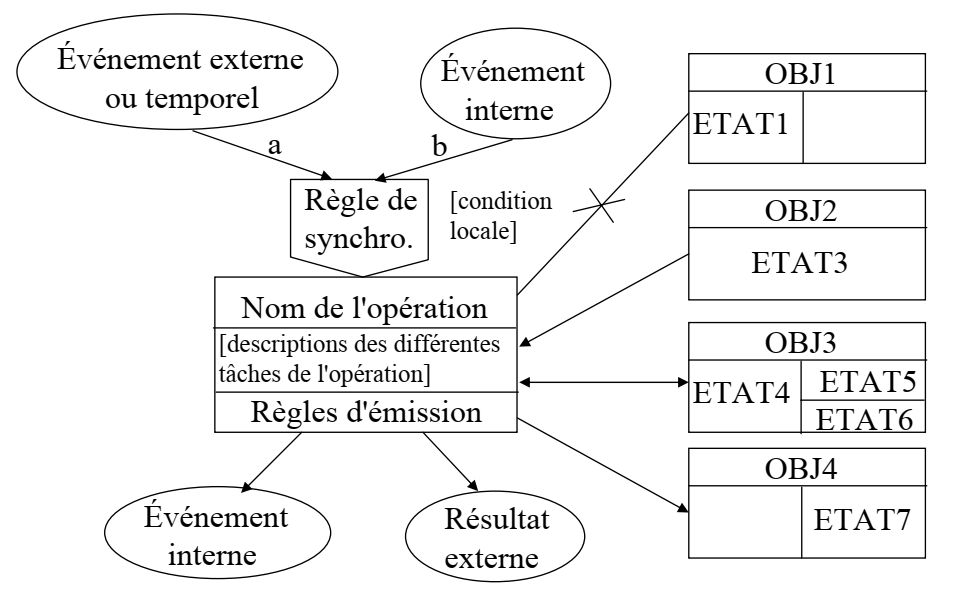 Événement externe
ou temporel
Événement
interne
a
b
Règle de
synchro.
[condition
locale]
Nom de l'opération
[descriptions des différentes
tâches de l'opération]
Règles d'émission
Événement
interne
Résultat
externe
OBJ1
ETAT1
OBJ2
ETAT3
OBJ3
ETAT4
ETAT5
ETAT6
OBJ4
ETAT7